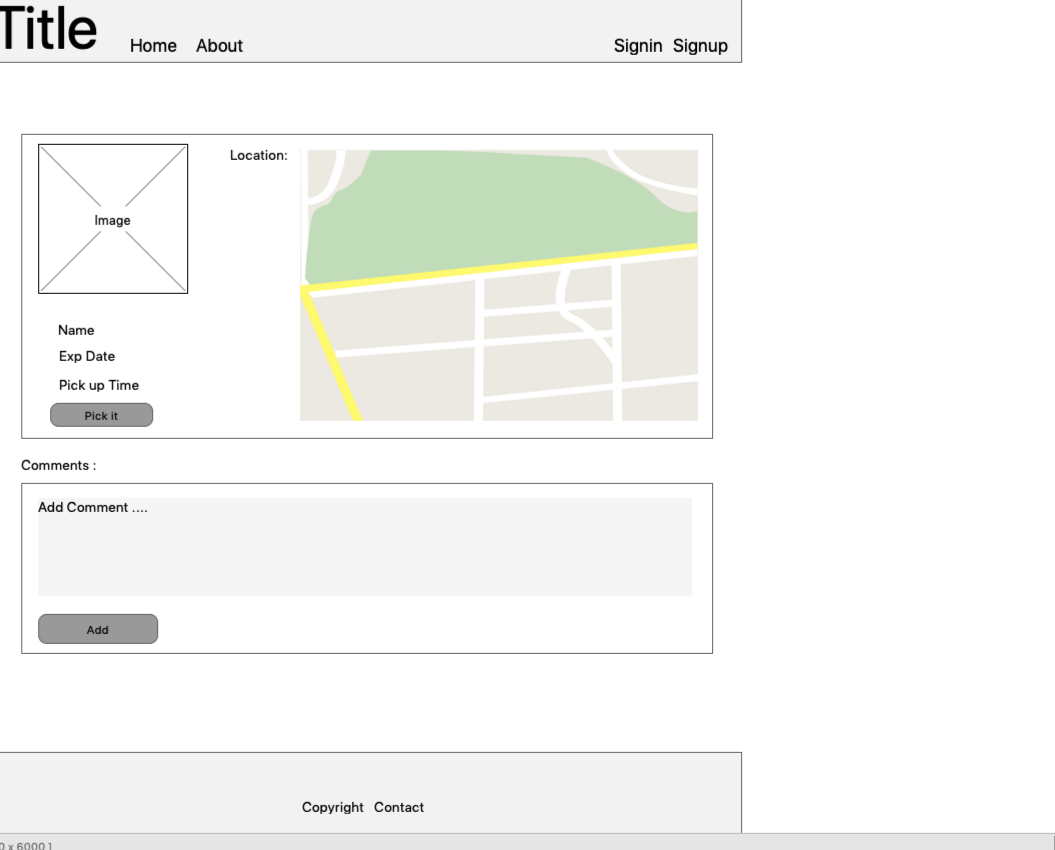 Title
Home About
Signin Signup
Image
Location:
Name
Exp Date
Pick up Time
Pick it
Comments :
Add Comment ....
Add
Copyright Contact
0 x 6000 ]